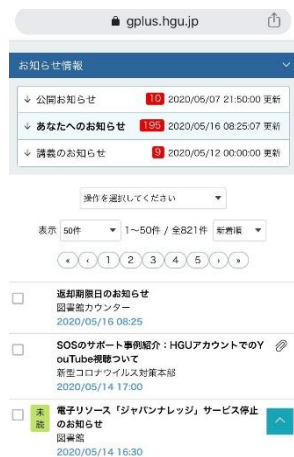 gplus.hgu.jp
お知らせ情報
公開お知らせ 10 2020/05/07 21:50:00 更新
あなたへのお知らせ 195 2020/05/16 08:25:07 更新
講義のお知らせ 9 2020/05/12 00:00:00 更新
操作を選択してください
表示 50件 1〜50件 / 全821件 新着順
« ‹ 1 2 3 4 5 › »
返却期限日のお知らせ
図書館カウンター
2020/05/16 08:25
SOSのサポート事例紹介：HGUアカウントでのY
ouTube視聴ついて
新型コロナウイルス対策本部
2020/05/14 17:00
未読 電子リソース「ジャパンナレッジ」サービス停止
のお知らせ
図書館
2020/05/14 16:30